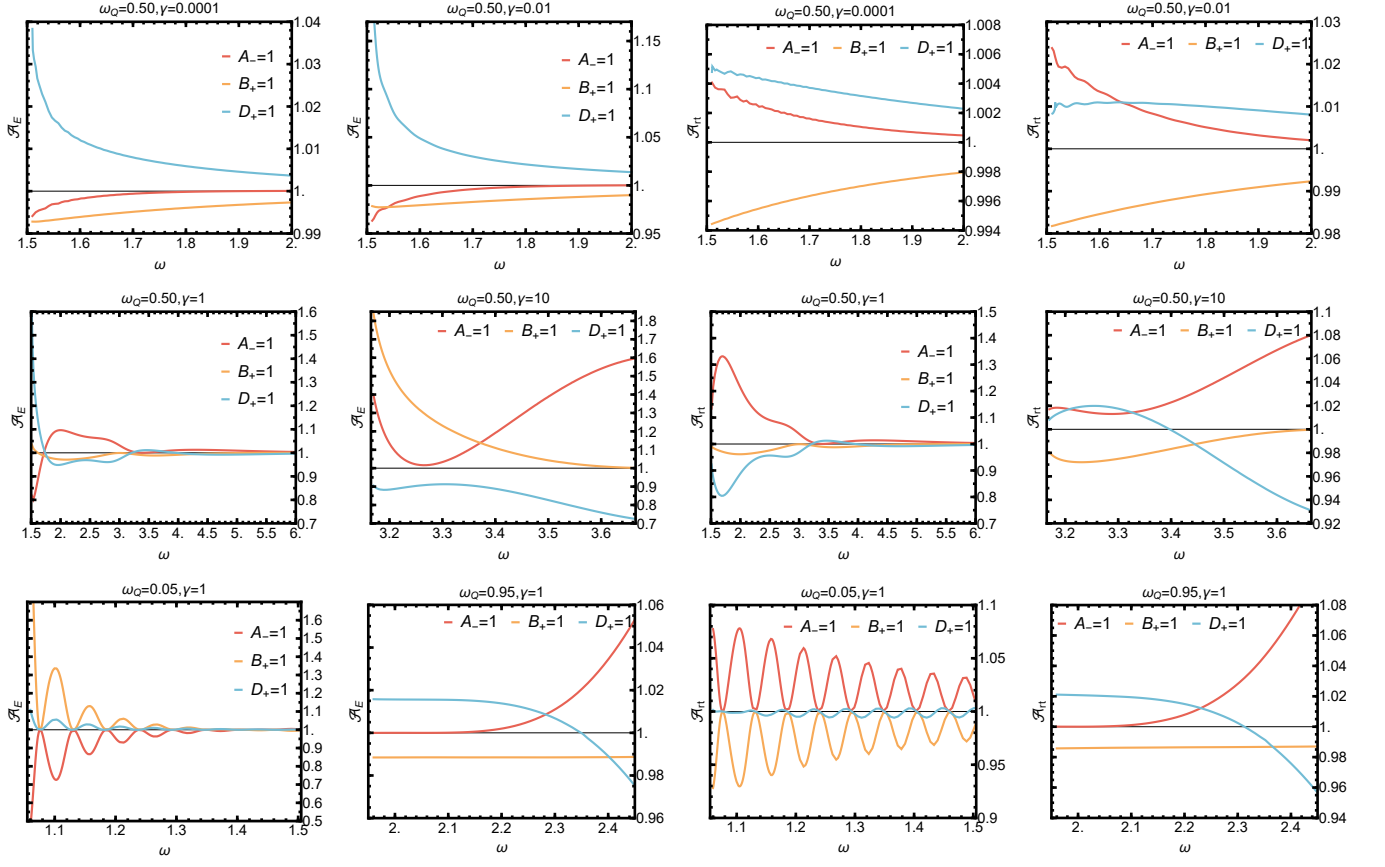 ω_Q=0.50,γ=0.0001
1.04
1.03
1.02
1.01
1.
0.99
𝒜_E
A_−=1
B_+=1
D_+=1
1.5 1.6 1.7 1.8 1.9 2.
ω
ω_Q=0.50,γ=0.01
1.15
1.10
1.05
1
0.95
𝒜_E
A_−=1
B_+=1
D_+=1
1.5 1.6 1.7 1.8 1.9 2.
ω
ω_Q=0.50,γ=0.0001
1.008
1.006
1.004
1.002
1.
0.998
0.996
0.994
𝒜_rt
A_−=1 B_+=1 D_+=1
1.5 1.6 1.7 1.8 1.9 2.
ω
ω_Q=0.50,γ=0.01
1.03
1.02
1.01
1
0.99
0.98
𝒜_rt
A_−=1 B_+=1 D_+=1
1.5 1.6 1.7 1.8 1.9 2.
ω
ω_Q=0.50,γ=1
1.6
1.5
1.4
1.3
1.2
1.1
1.
0.9
0.8
0.7
𝒜_E
A_−=1
B_+=1
D_+=1
1.5 2. 2.5 3. 3.5 4. 4.5 5. 5.5 6.
ω
ω_Q=0.50,γ=10
1.8
1.7
1.6
1.5
1.4
1.3
1.2
1.1
1.
0.9
0.8
0.7
𝒜_E
A_−=1 B_+=1 D_+=1
3.2 3.3 3.4 3.5 3.6
ω
ω_Q=0.50,γ=1
1.5
1.4
1.3
1.2
1.1
1.
0.9
0.8
0.7
𝒜_rt
A_−=1
B_+=1
D_+=1
1.5 2. 2.5 3. 3.5 4. 4.5 5. 5.5 6.
ω
ω_Q=0.50,γ=10
1.1
1.08
1.06
1.04
1.02
1.
0.98
0.96
0.94
0.92
𝒜_rt
A_−=1 B_+=1 D_+=1
3.2 3.3 3.4 3.5 3.6
ω
ω_Q=0.05,γ=1
1.6
1.5
1.4
1.3
1.2
1.1
1.
0.9
0.8
0.7
0.6
0.5
𝒜_E
A_−=1
B_+=1
D_+=1
1.1 1.2 1.3 1.4 1.5
ω
ω_Q=0.95,γ=1
1.06
1.04
1.02
1.
0.98
0.96
𝒜_E
A_−=1 B_+=1 D_+=1
2. 2.1 2.2 2.3 2.4
ω
ω_Q=0.05,γ=1
1.1
1.05
1.
0.95
0.9
𝒜_rt
A_−=1 B_+=1 D_+=1
1.1 1.2 1.3 1.4 1.5
ω
ω_Q=0.95,γ=1
1.08
1.06
1.04
1.02
1.
0.98
0.96
0.94
𝒜_rt
A_−=1 B_+=1 D_+=1
2. 2.1 2.2 2.3 2.4
ω